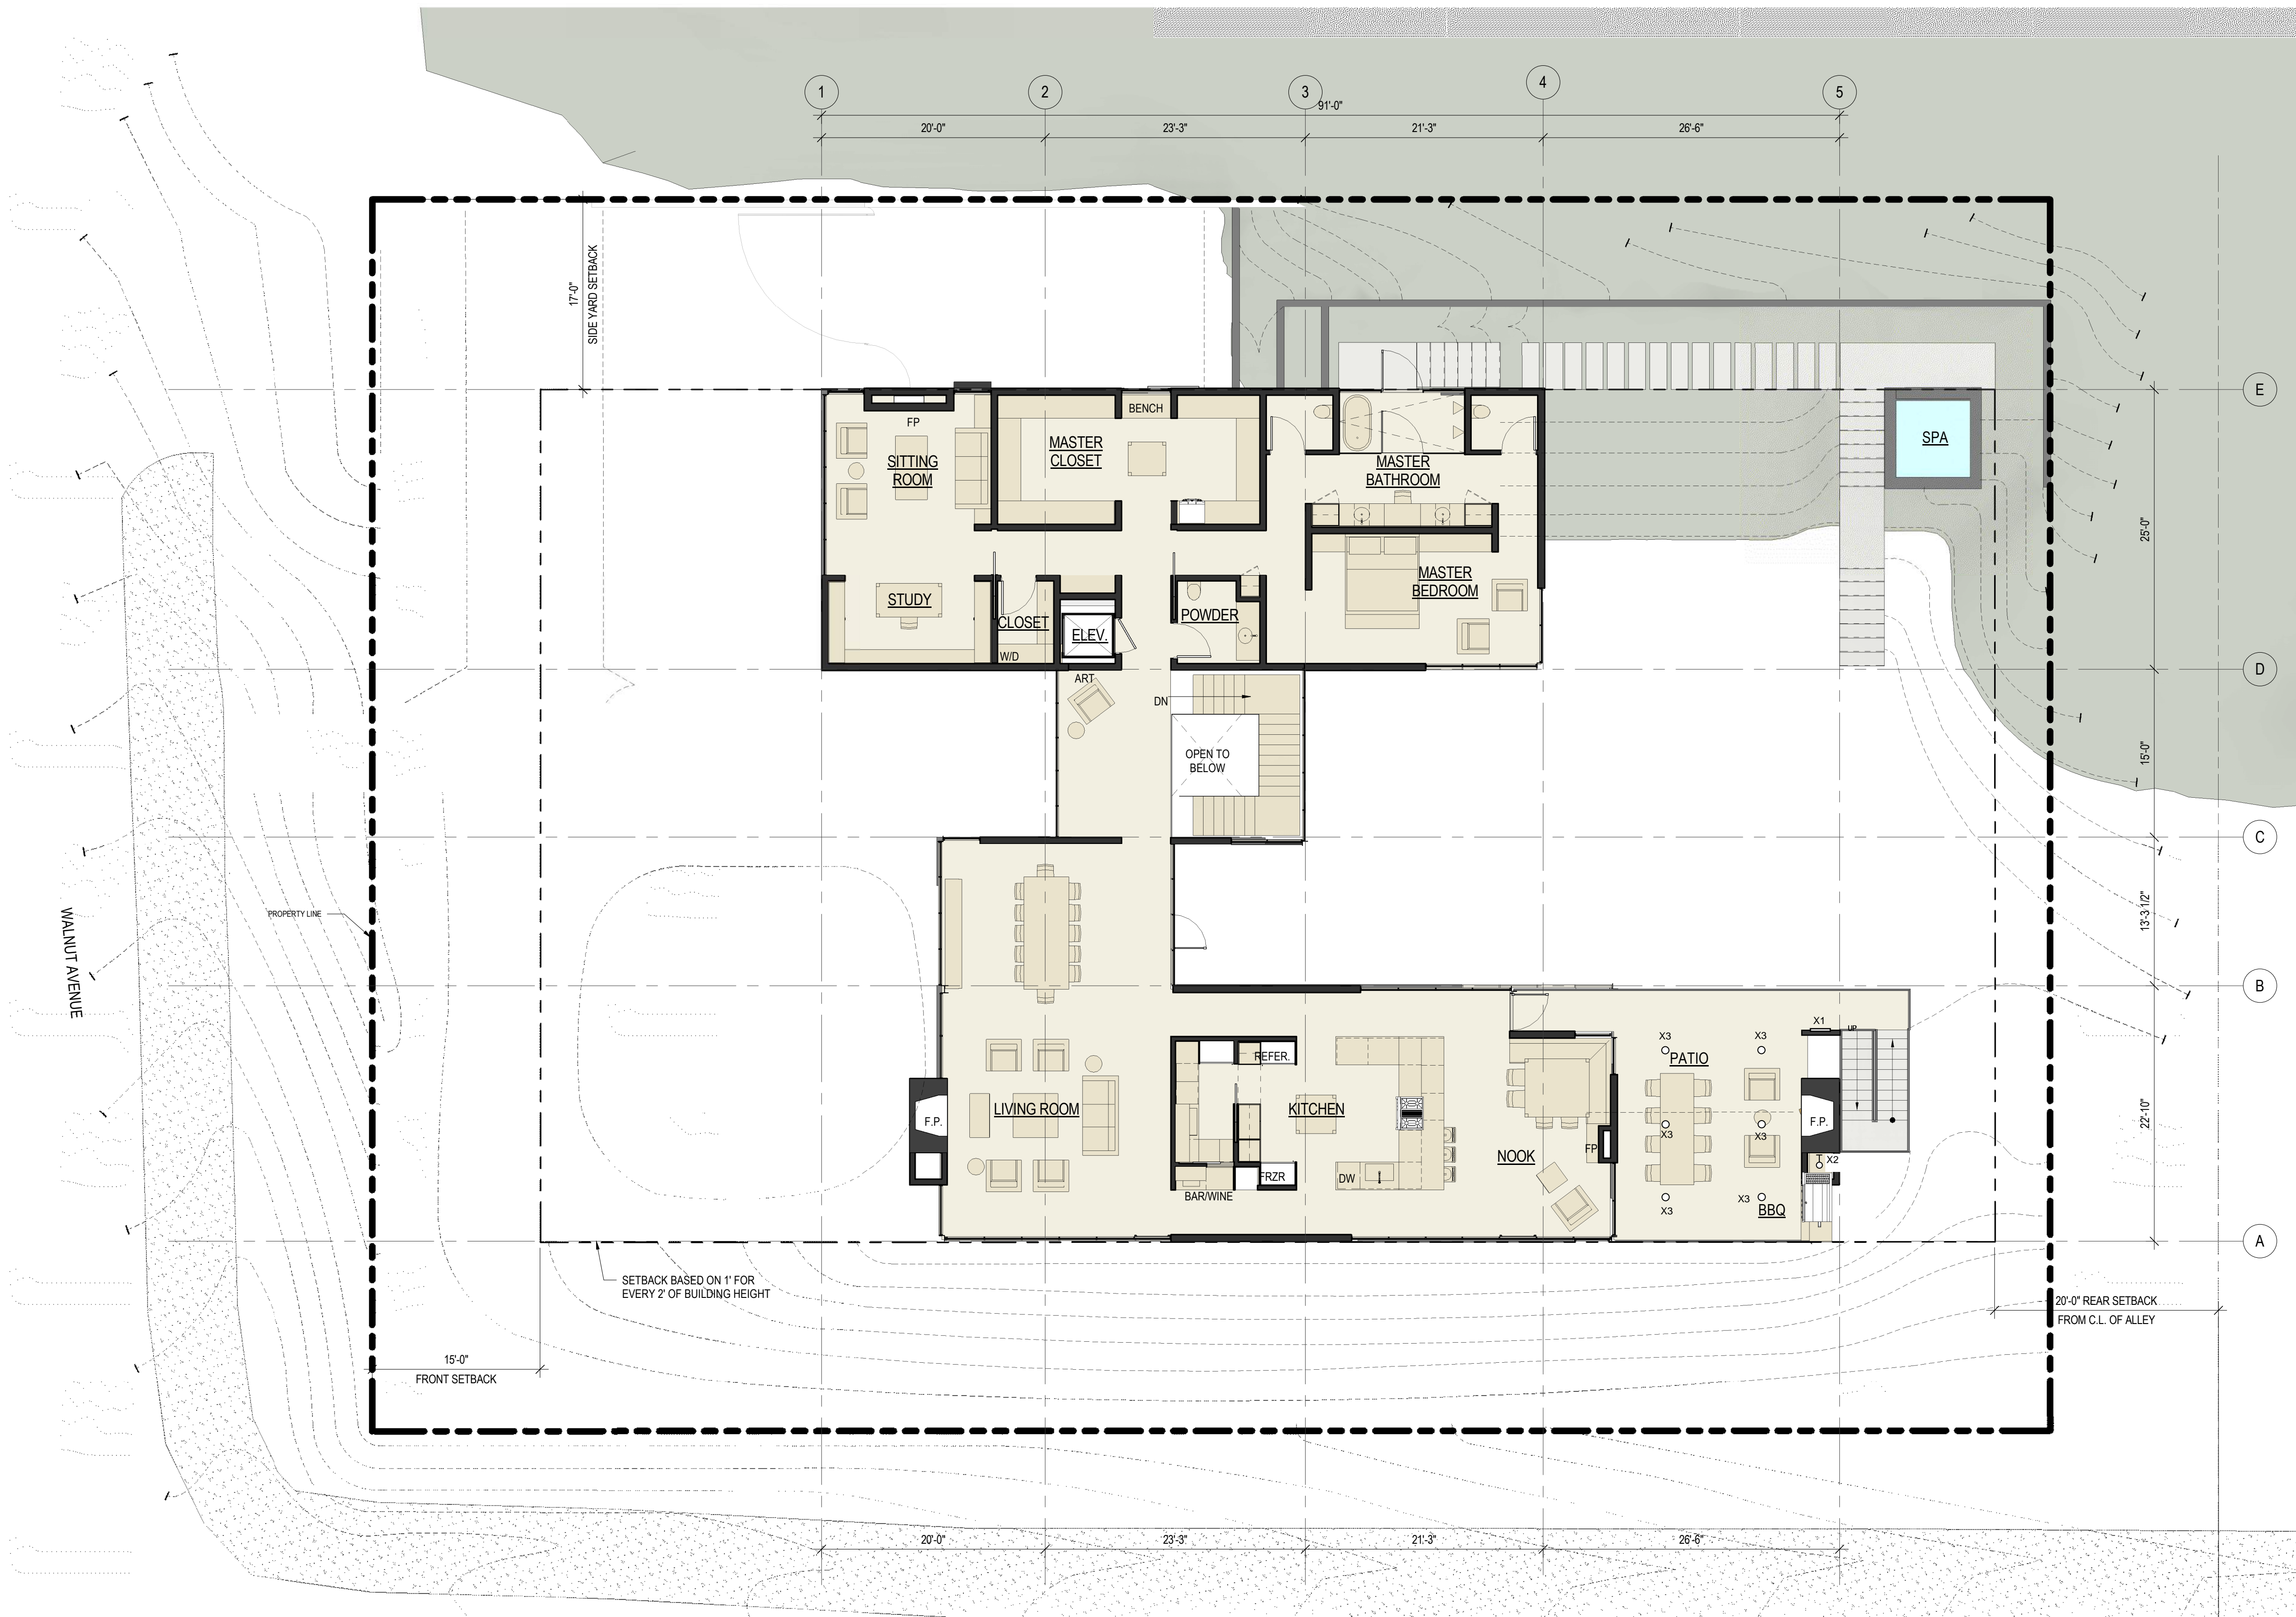 1
2
3
4
5
91'-0"
20'-0"
23'-3"
21'-3"
26'-6"
17'-0"
SIDE YARD SETBACK
E
BENCH
FP
MASTER
CLOSET
SITTING
ROOM
MASTER
BATHROOM
SPA
25'-0"
MASTER
BEDROOM
STUDY
CLOSET
ELEV.
POWDER
W/D
D
ART
DN
OPEN TO
BELOW
15'-0"
C
PROPERTY LINE
WALNUT AVENUE
13'-3 1/2"
B
X1
UP
X3
X3
PATIO
REFER.
LIVING ROOM
KITCHEN
F.P.
F.P.
22'-10"
X3
X3
FP
NOOK
X2
FRZR
DW
BAR/WINE
X3
X3
BBQ
A
SETBACK BASED ON 1' FOR
EVERY 2' OF BUILDING HEIGHT
20'-0" REAR SETBACK
FROM C.L. OF ALLEY
15'-0"
FRONT SETBACK
20'-0"
23'-3"
21'-3"
26'-6"